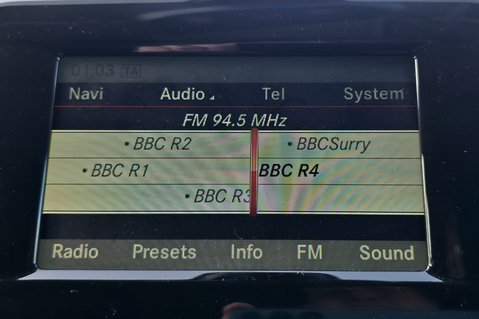 01:03 TA
Navi Audio Tel System
FM 94.5 MHz
• BBC R2 • BBCSurry
• BBC R1 BBC R4
• BBC R3
Radio Presets Info FM Sound